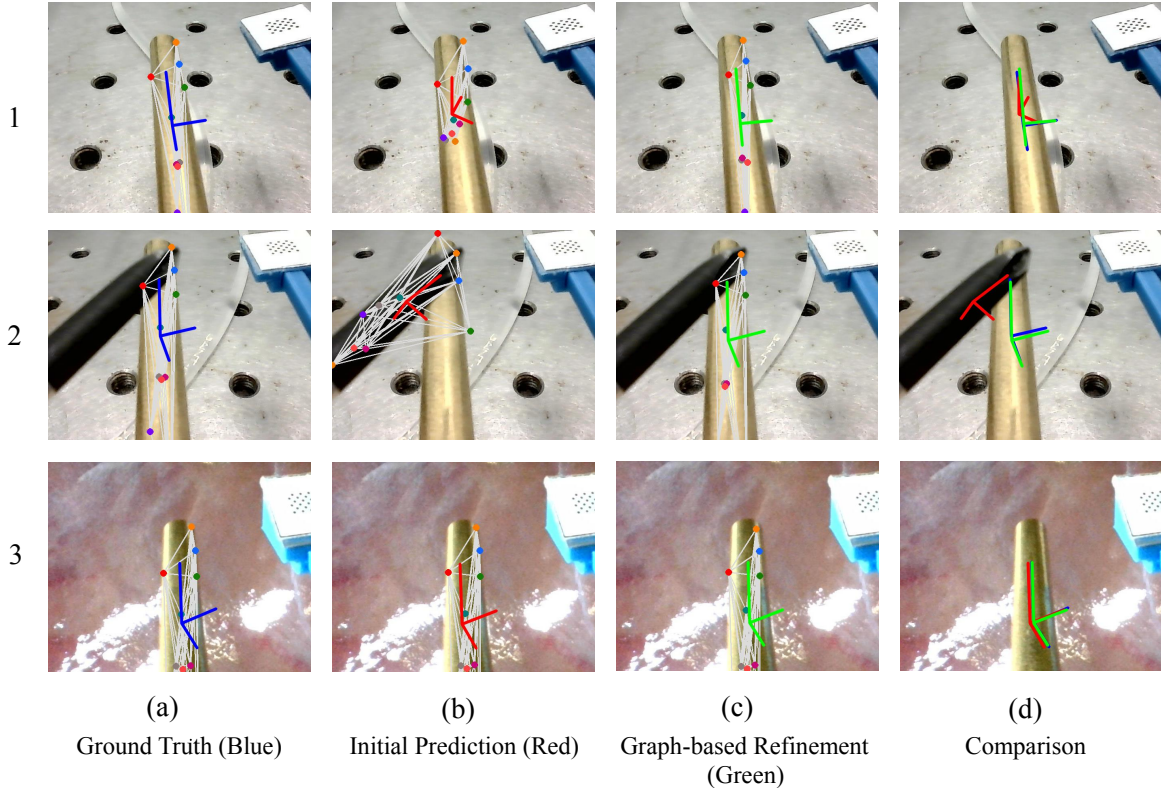 1
2
3
(a) (b) (c) (d)
Ground Truth (Blue) Initial Prediction (Red) Graph-based Refinement (Green) Comparison